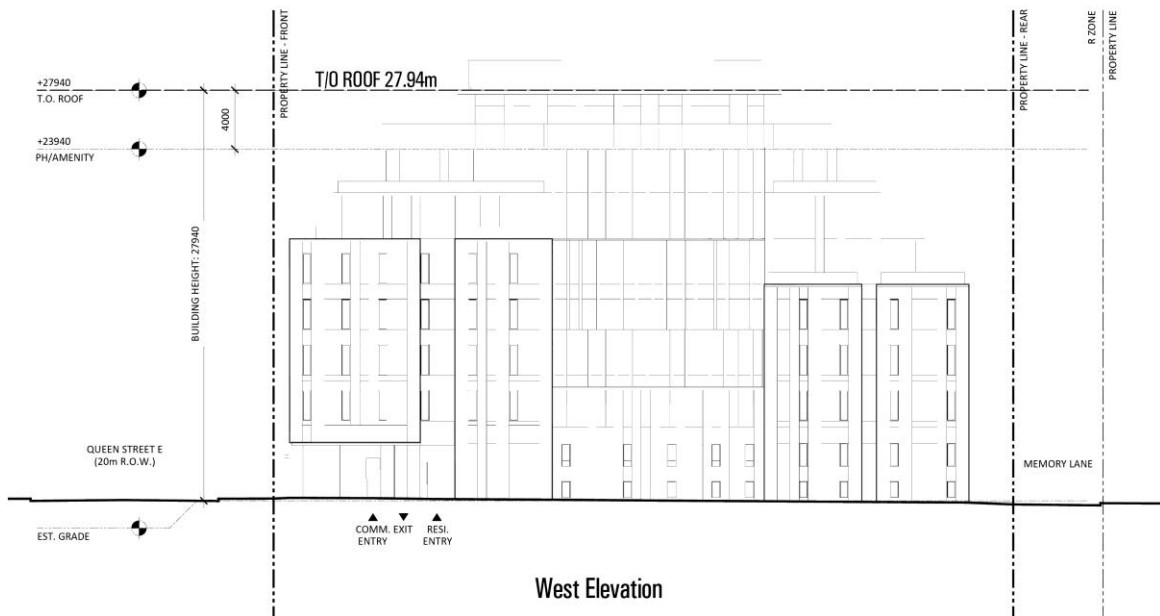 PROPERTY LINE - FRONT
PROPERTY LINE - REAR
R ZONE
PROPERTY LINE
T/O ROOF 27.94m
+27940
T.O. ROOF
4000
+23940
PH/AMENITY
BUILDING HEIGHT: 27940
QUEEN STREET E
(20m R.O.W.)
MEMORY LANE
EST. GRADE
COMM.
ENTRY
EXIT
RESI.
ENTRY
West Elevation